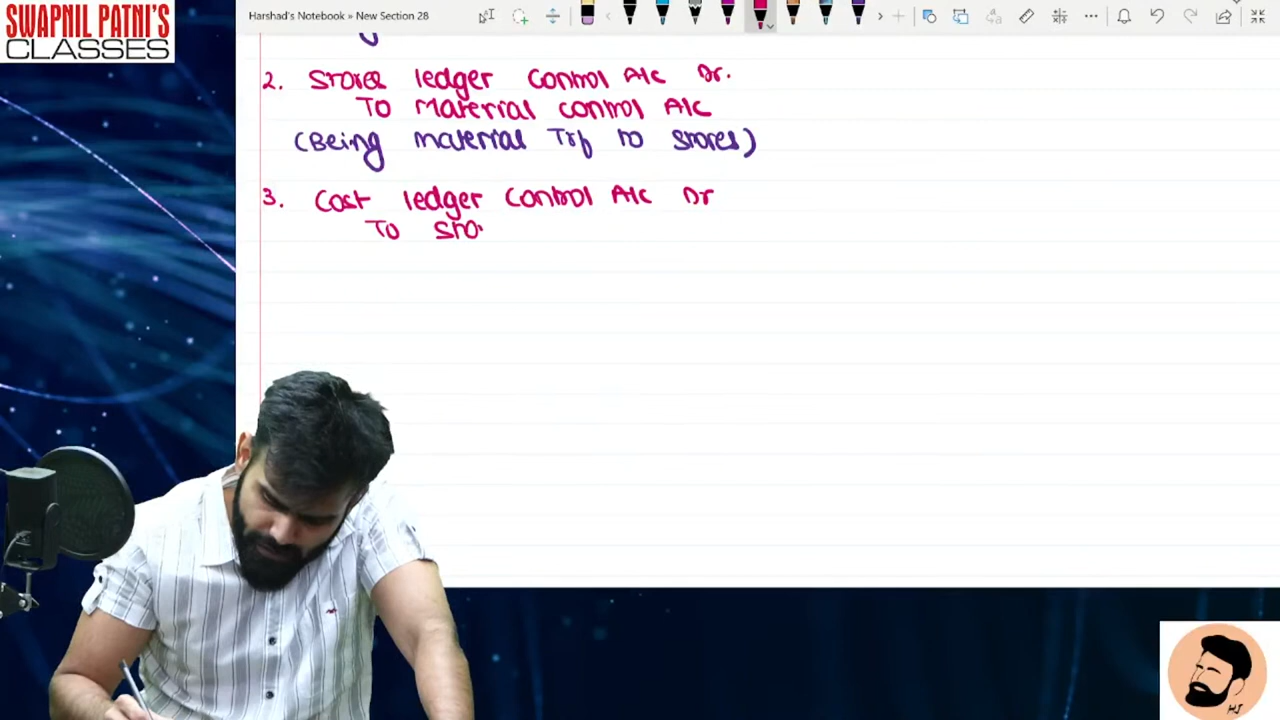 SWAPNIL PATNI'S
CLASSES
Harshad's Notebook » New Section 28
2. Stores ledger control A/c Dr.
To Material control A/c
(Being material Trf to stores)
3. Cost ledger control A/c Dr
To Sto
HJ